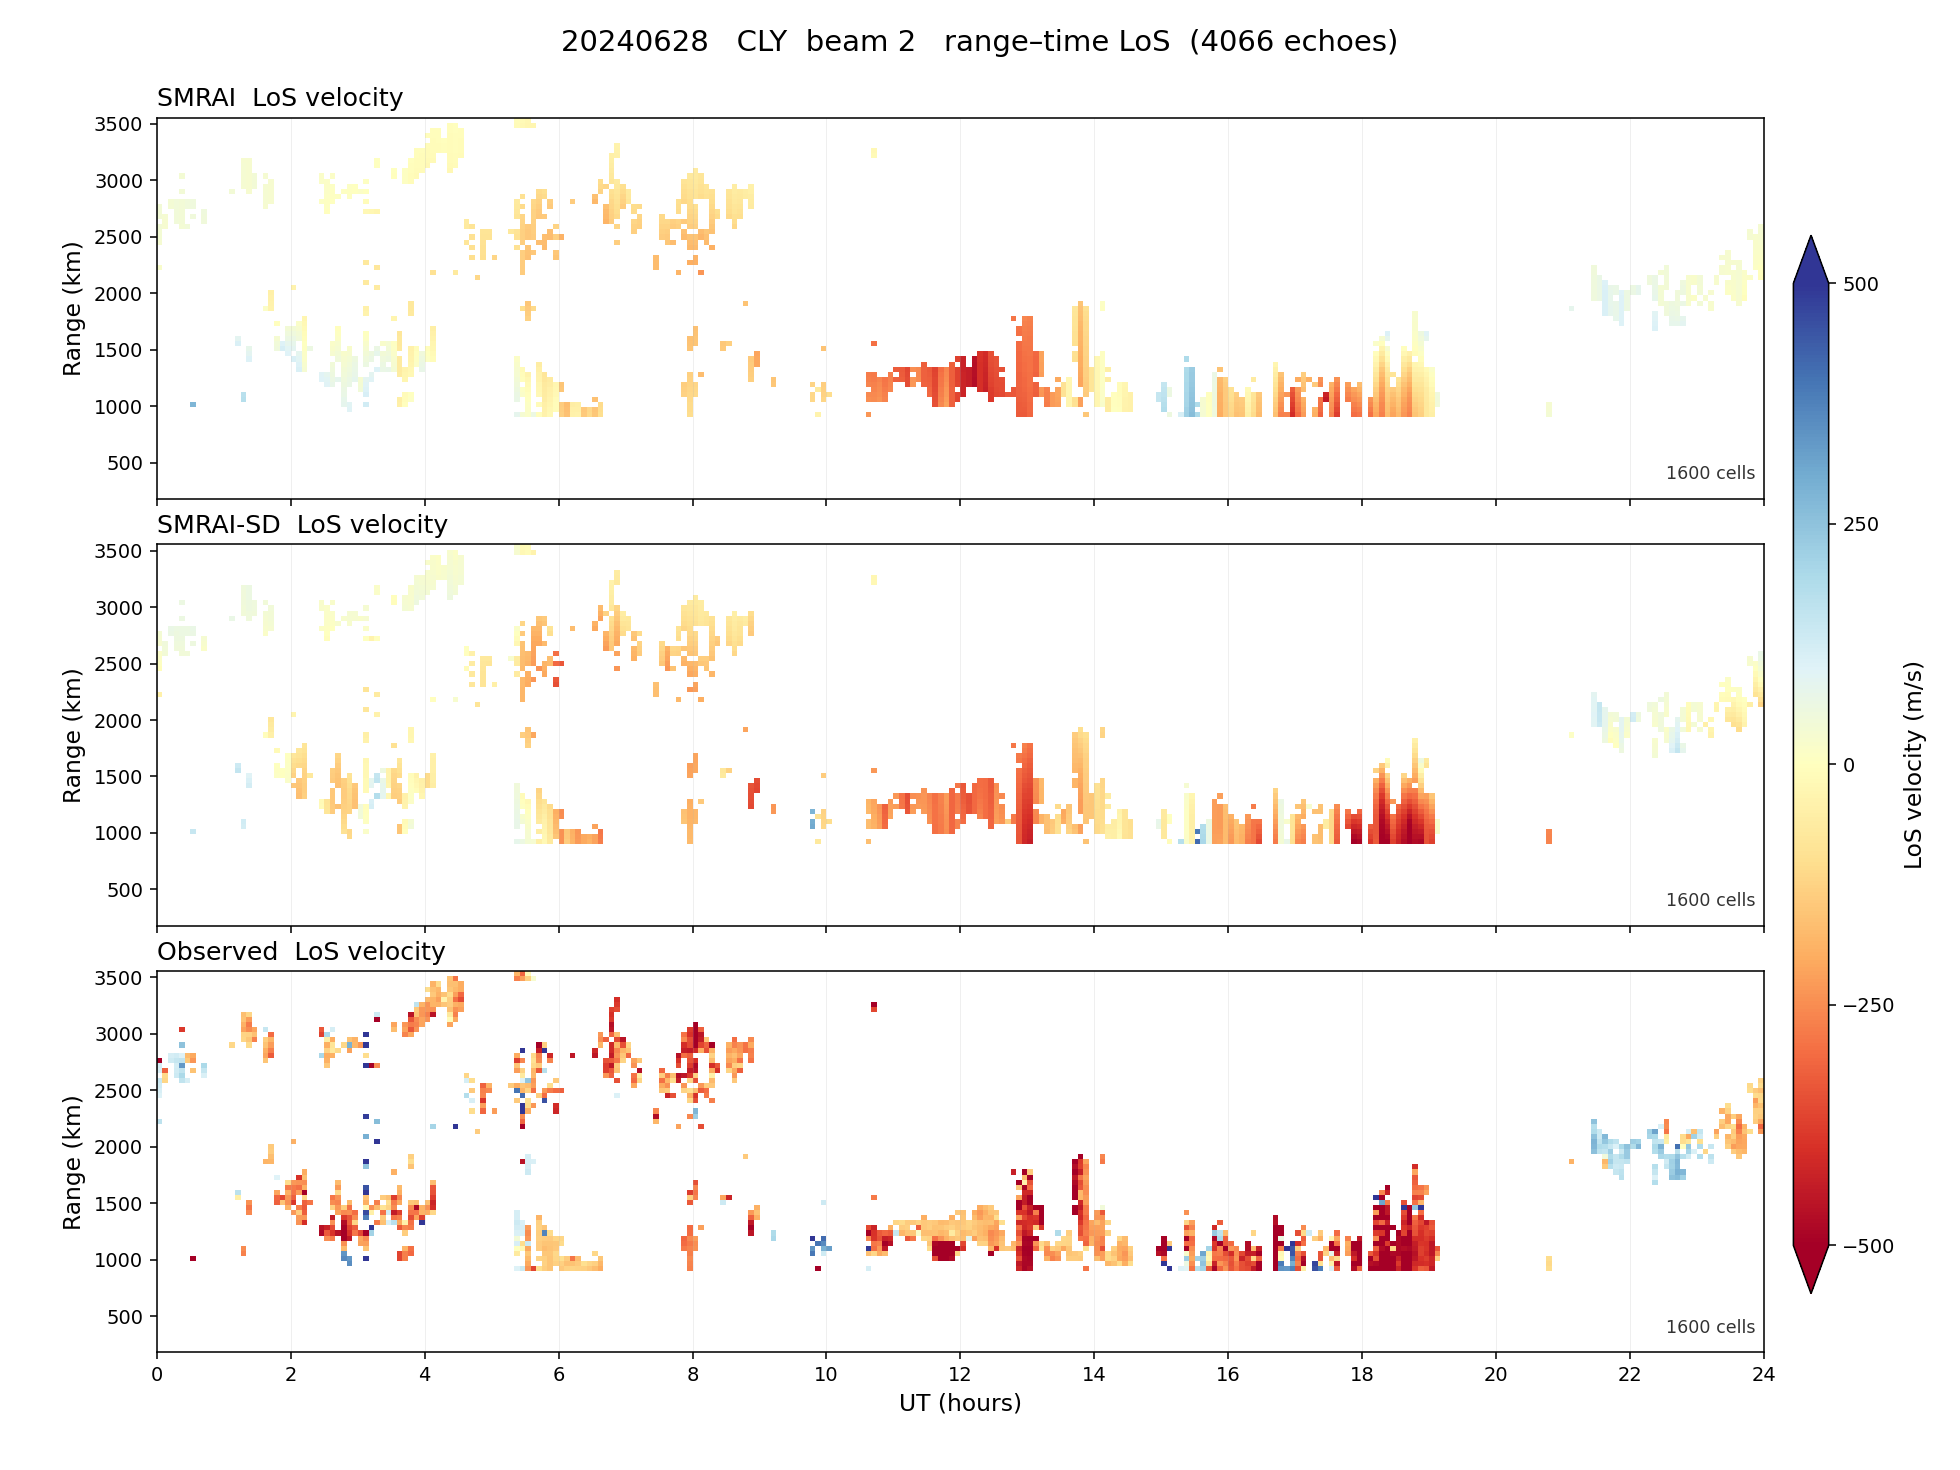 20240628   CLY  beam 2   range–time LoS  (4066 echoes)
SMRAI  LoS velocity
3500
3000
2500
2000
1500
1000
500
Range (km)
1600 cells
SMRAI-SD  LoS velocity
3500
3000
2500
2000
1500
1000
500
Range (km)
1600 cells
Observed  LoS velocity
3500
3000
2500
2000
1500
1000
500
Range (km)
1600 cells
0 2 4 6 8 10 12 14 16 18 20 22 24
UT (hours)
500
250
0
−250
−500
LoS velocity (m/s)